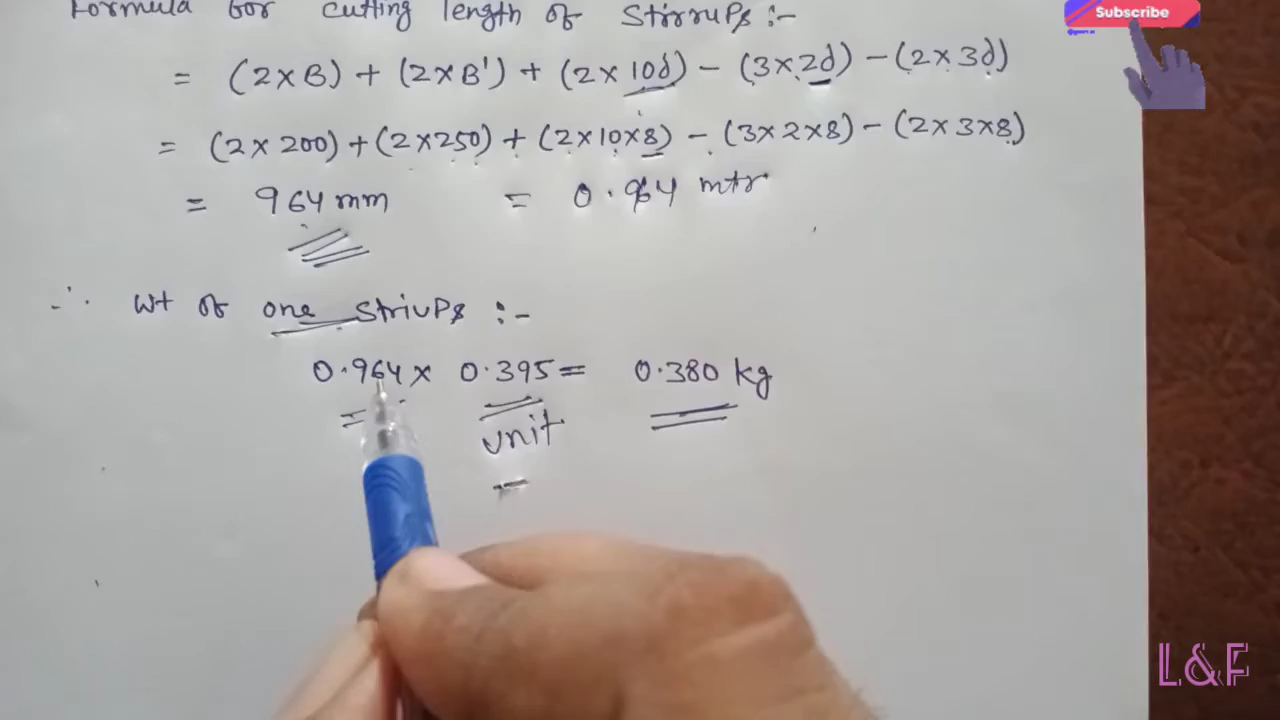 Formula for cutting length of Stirrups :-
Subscribe
= (2×B) + (2×B') + (2× 10d) - (3×2d) - (2×3d)
= (2× 200) + (2×250) + (2×10×8) - (3×2×8) - (2×3×8)
= 964 mm = 0.964 mtr
∴ Wt of one StriuPs :-
0.964 × 0.395 = 0.380 kg
=
unit
L&F